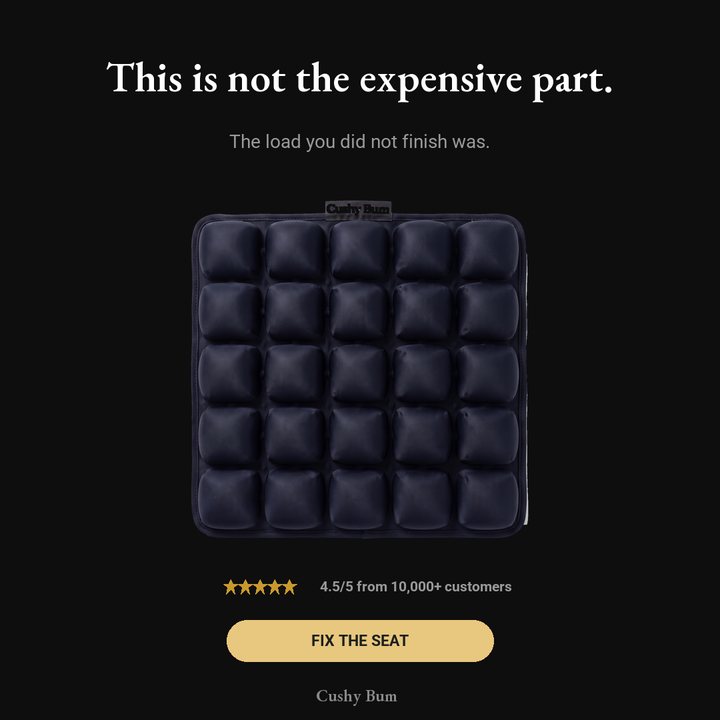 This is not the expensive part.
The load you did not finish was.
Cushy Bum
4.5/5 from 10,000+ customers
FIX THE SEAT
Cushy Bum